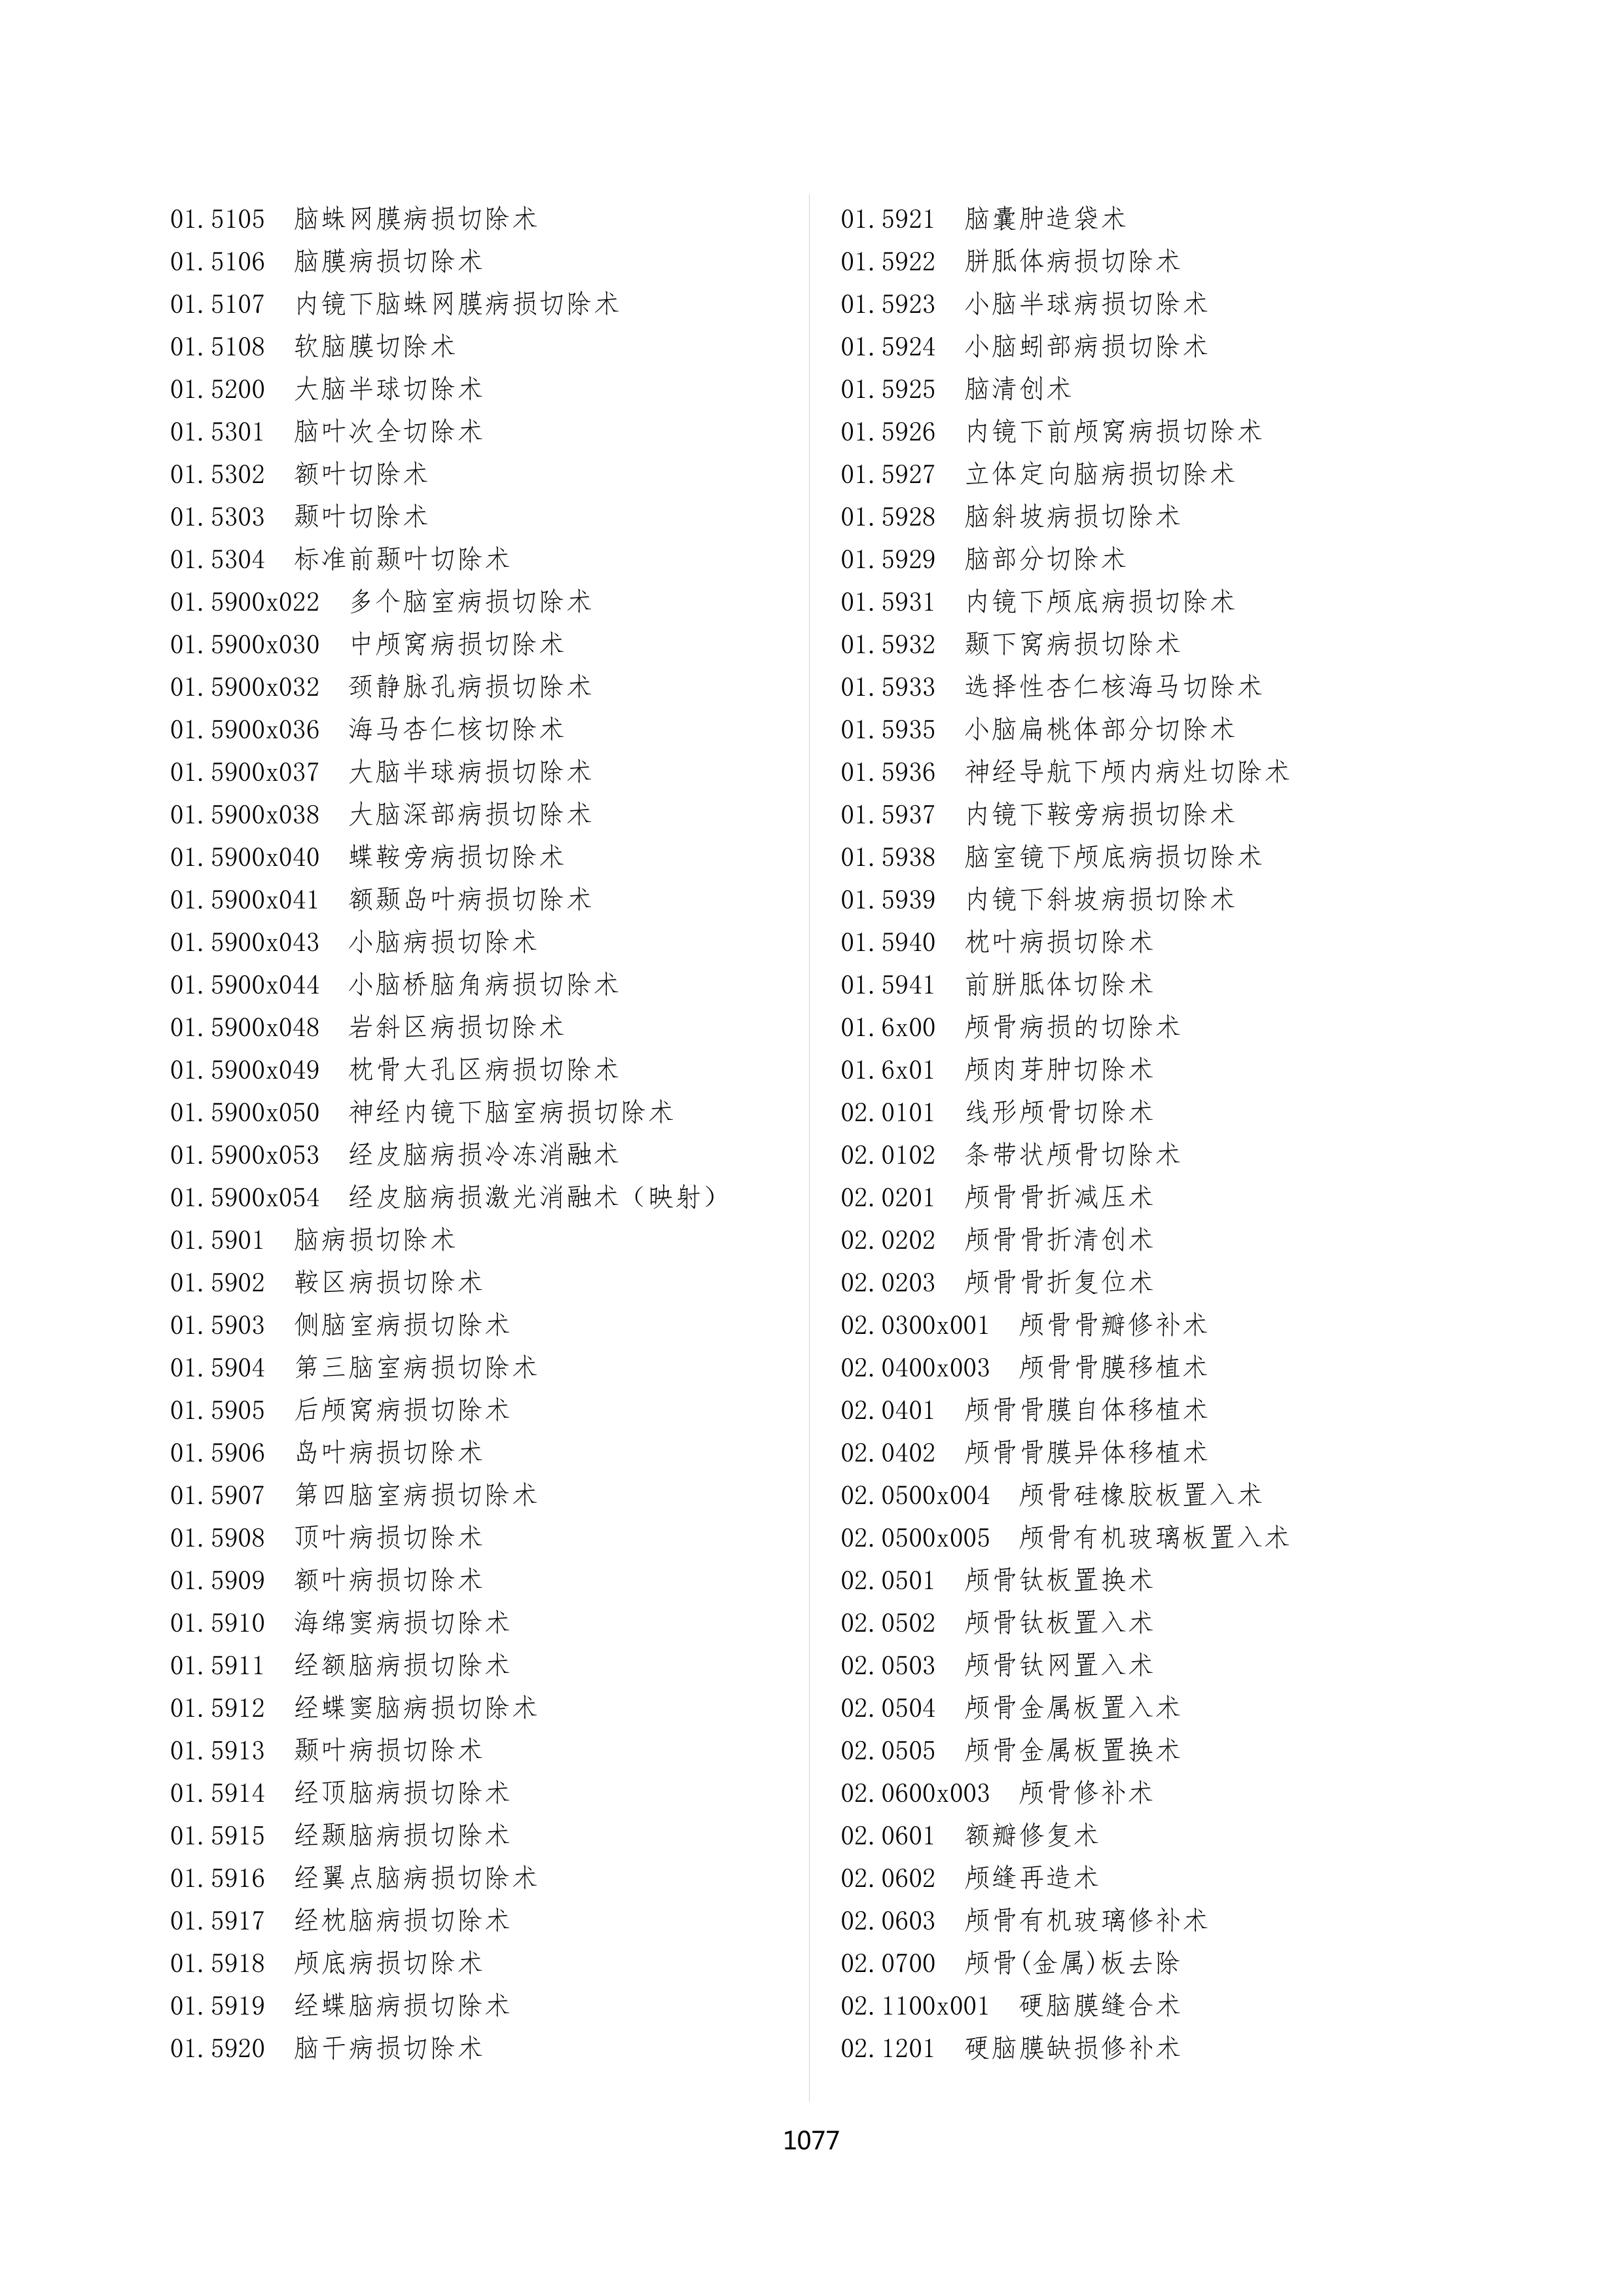 01.5105 脑蛛网膜病损切除术
01.5106 脑膜病损切除术
01.5107 内镜下脑蛛网膜病损切除术
01.5108 软脑膜切除术
01.5200 大脑半球切除术
01.5301 脑叶次全切除术
01.5302 额叶切除术
01.5303 颞叶切除术
01.5304 标准前颞叶切除术
01.5900x022 多个脑室病损切除术
01.5900x030 中颅窝病损切除术
01.5900x032 颈静脉孔病损切除术
01.5900x036 海马杏仁核切除术
01.5900x037 大脑半球病损切除术
01.5900x038 大脑深部病损切除术
01.5900x040 蝶鞍旁病损切除术
01.5900x041 额颞岛叶病损切除术
01.5900x043 小脑病损切除术
01.5900x044 小脑桥脑角病损切除术
01.5900x048 岩斜区病损切除术
01.5900x049 枕骨大孔区病损切除术
01.5900x050 神经内镜下脑室病损切除术
01.5900x053 经皮脑病损冷冻消融术
01.5900x054 经皮脑病损激光消融术（映射）
01.5901 脑病损切除术
01.5902 鞍区病损切除术
01.5903 侧脑室病损切除术
01.5904 第三脑室病损切除术
01.5905 后颅窝病损切除术
01.5906 岛叶病损切除术
01.5907 第四脑室病损切除术
01.5908 顶叶病损切除术
01.5909 额叶病损切除术
01.5910 海绵窦病损切除术
01.5911 经额脑病损切除术
01.5912 经蝶窦脑病损切除术
01.5913 颞叶病损切除术
01.5914 经顶脑病损切除术
01.5915 经颞脑病损切除术
01.5916 经翼点脑病损切除术
01.5917 经枕脑病损切除术
01.5918 颅底病损切除术
01.5919 经蝶脑病损切除术
01.5920 脑干病损切除术
01.5921 脑囊肿造袋术
01.5922 胼胝体病损切除术
01.5923 小脑半球病损切除术
01.5924 小脑蚓部病损切除术
01.5925 脑清创术
01.5926 内镜下前颅窝病损切除术
01.5927 立体定向脑病损切除术
01.5928 脑斜坡病损切除术
01.5929 脑部分切除术
01.5931 内镜下颅底病损切除术
01.5932 颞下窝病损切除术
01.5933 选择性杏仁核海马切除术
01.5935 小脑扁桃体部分切除术
01.5936 神经导航下颅内病灶切除术
01.5937 内镜下鞍旁病损切除术
01.5938 脑室镜下颅底病损切除术
01.5939 内镜下斜坡病损切除术
01.5940 枕叶病损切除术
01.5941 前胼胝体切除术
01.6x00 颅骨病损的切除术
01.6x01 颅肉芽肿切除术
02.0101 线形颅骨切除术
02.0102 条带状颅骨切除术
02.0201 颅骨骨折减压术
02.0202 颅骨骨折清创术
02.0203 颅骨骨折复位术
02.0300x001 颅骨骨瓣修补术
02.0400x003 颅骨骨膜移植术
02.0401 颅骨骨膜自体移植术
02.0402 颅骨骨膜异体移植术
02.0500x004 颅骨硅橡胶板置入术
02.0500x005 颅骨有机玻璃板置入术
02.0501 颅骨钛板置换术
02.0502 颅骨钛板置入术
02.0503 颅骨钛网置入术
02.0504 颅骨金属板置入术
02.0505 颅骨金属板置换术
02.0600x003 颅骨修补术
02.0601 额瓣修复术
02.0602 颅缝再造术
02.0603 颅骨有机玻璃修补术
02.0700 颅骨(金属)板去除
02.1100x001 硬脑膜缝合术
02.1201 硬脑膜缺损修补术
1077